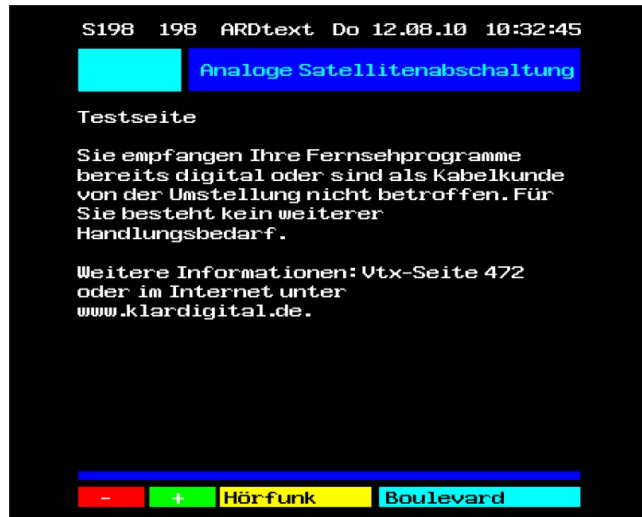 S198 198 ARDtext Do 12.08.10 10:32:45
Analoge Satellitenabschaltung
Testseite
Sie empfangen Ihre Fernsehprogramme
bereits digital oder sind als Kabelkunde
von der Umstellung nicht betroffen. Für
Sie besteht kein weiterer
Handlungsbedarf.
Weitere Informationen: Vtx-Seite 472
oder im Internet unter
www.klardigital.de.
- + Hörfunk Boulevard